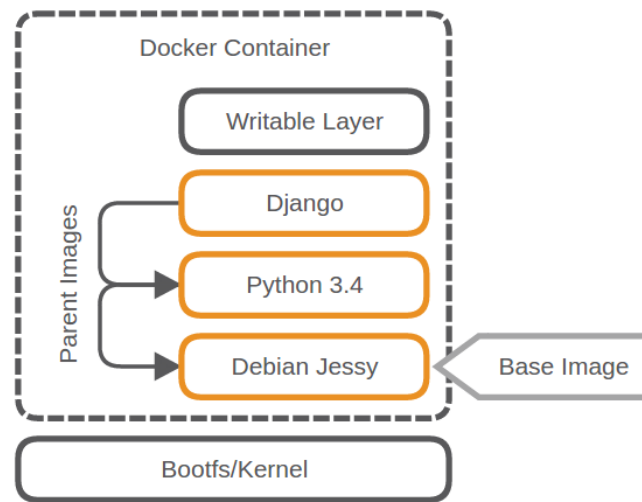 Docker Container
Writable Layer
Django
Parent Images
Python 3.4
Debian Jessy
Base Image
Bootfs/Kernel